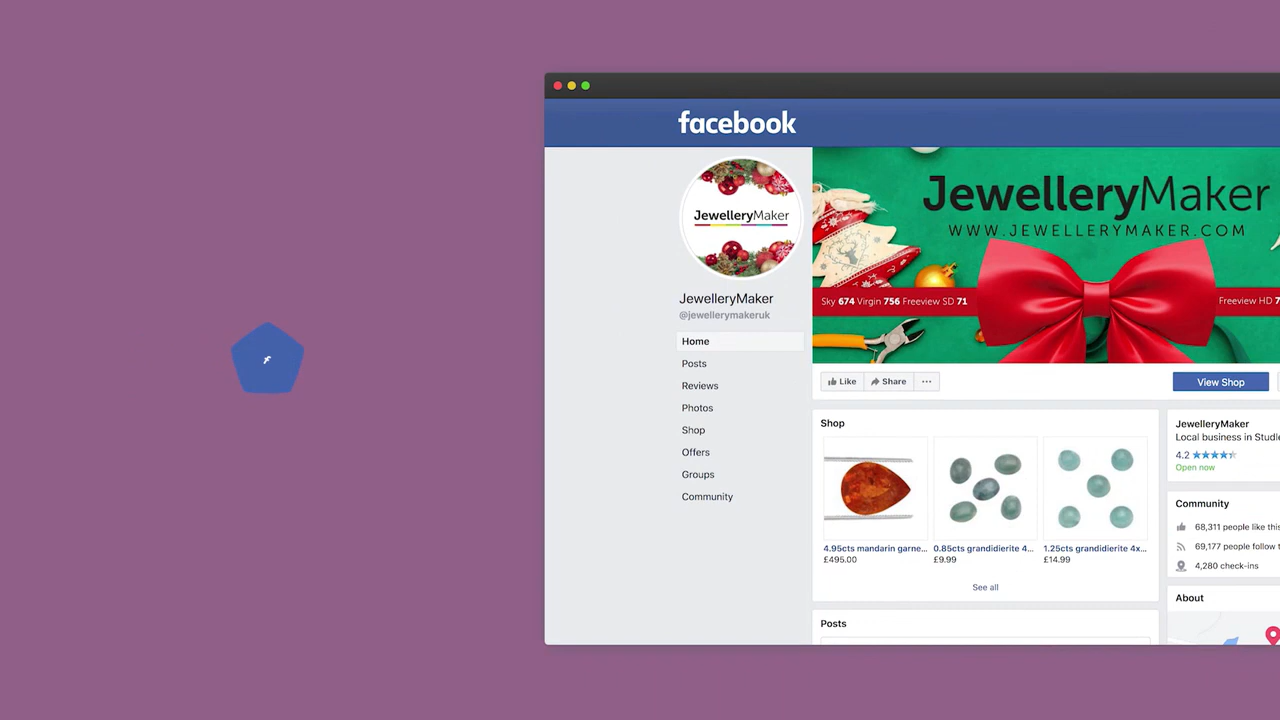 facebook
JewelleryMaker
JewelleryMaker
@jewellerymakeruk
Home
Posts
Reviews
Photos
Shop
Offers
Groups
Community
JewelleryMaker
WWW.JEWELLERYMAKER.COM
Sky 674 Virgin 756 Freeview SD 71
Freeview HD 7
Like
Share
View Shop
Shop
4.95cts mandarin garne...
£495.00
0.85cts grandidierite 4...
£9.99
1.25cts grandidierite 4x...
£14.99
See all
Posts
JewelleryMaker
Local business in Studle
4.2
Open now
Community
68,311 people like this
69,177 people follow t
4,280 check-ins
About
f